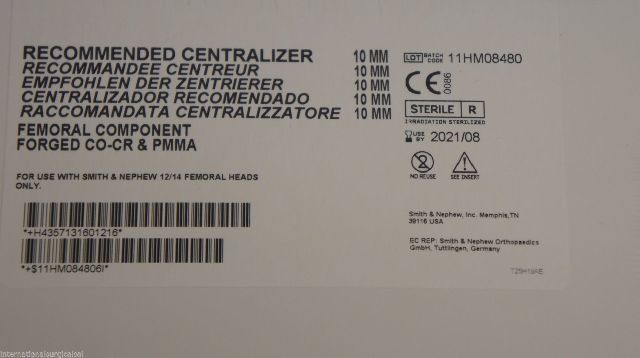 RECOMMENDED CENTRALIZER 10 MM
RECOMMANDEE CENTREUR 10 MM
EMPFOHLEN DER ZENTRIERER 10 MM
CENTRALIZADOR RECOMENDADO 10 MM
RACCOMANDATA CENTRALIZZATORE 10 MM
FEMORAL COMPONENT
FORGED CO-CR & PMMA
FOR USE WITH SMITH & NEPHEW 12/14 FEMORAL HEADS
ONLY.
*+H4357131601216*
*+$11HM084806I*
LOT BATCH CODE 11HM08480
CE 0086
STERILE R
IRRADIATION STERILIZED
USE BY 2021/08
NO REUSE
SEE INSERT
Smith & Nephew, Inc. Memphis, TN
38116 USA
EC REP: Smith & Nephew Orthopaedics
GmbH, Tuttlingen, Germany